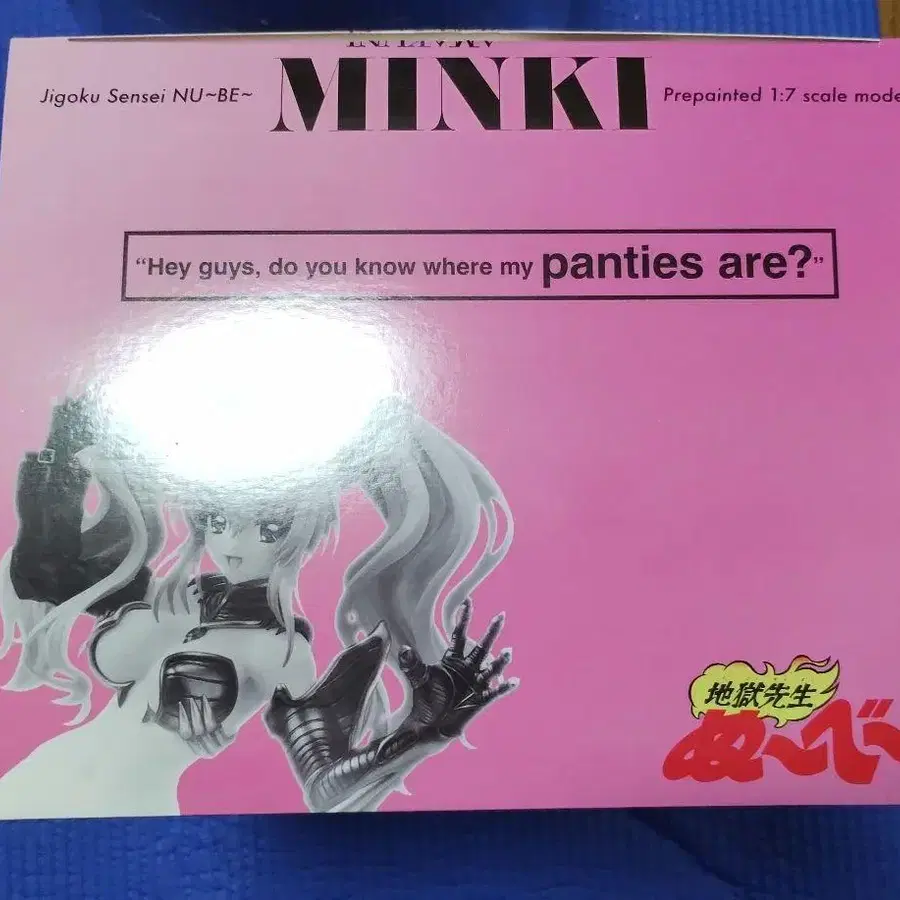 MINKI
Jigoku Sensei NU~BE~
Prepainted 1:7 scale mode
“Hey guys, do you know where my panties are?”
地獄先生
ぬ〜べ〜